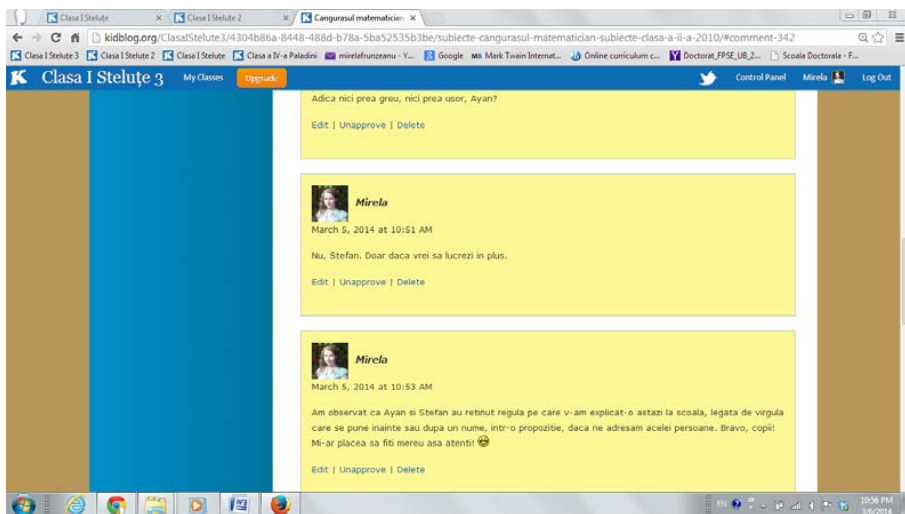 Clasa I Stelute
Clasa I Stelute 2
Cangurasul matematician
kidblog.org/ClasaIStelute3/4304b86a-8448-488d-b78a-5ba52535b3be/subiecte-cangurasul-matematician-subiecte-clasa-a-ii-a-2010/#comment-342
Clasa I Stelute 3 Clasa I Stelute 2 Clasa I Stelute Clasa a IV-a Paladini mirelafrunzeanu - Y... Google Mark Twain Internat... Online curriculum c... Doctorat_FPSE_UB_2... Scoala Doctorala - F...
K Clasa I Steluțe 3 My Classes Upgrade Control Panel Mirela Log Out
Adica nici prea greu, nici prea usor, Ayan?
Edit | Unapprove | Delete
Mirela
March 5, 2014 at 10:51 AM
Nu, Stefan. Doar daca vrei sa lucrezi in plus.
Edit | Unapprove | Delete
Mirela
March 5, 2014 at 10:53 AM
Am observat ca Ayan si Stefan au retinut regula pe care v-am explicat-o astazi la scoala, legata de virgula
care se pune inainte sau dupa un nume, intr-o propozitie, daca ne adresam acelei persoane. Bravo, copii!
Mi-ar placea sa fiti mereu asa atenti!
Edit | Unapprove | Delete
EN
10:56 PM
3/6/2014